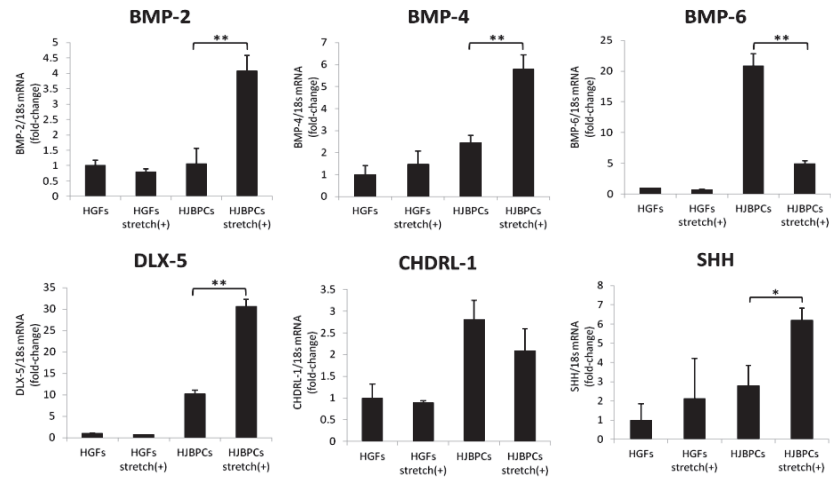 BMP-2
BMP-2/18s mRNA
(fold-change)
5
4.5
4
3.5
3
2.5
2
1.5
1
0.5
0
**
HGFs
HGFs
stretch(+)
HJBPCs
HJBPCs
stretch(+)
BMP-4
BMP-4/18s mRNA
(fold-change)
7
6
5
4
3
2
1
0
**
HGFs
HGFs
stretch(+)
HJBPCs
HJBPCs
stretch(+)
BMP-6
BMP-6/18s mRNA
(fold-change)
25
20
15
10
5
0
**
HGFs
HGFs
stretch(+)
HJBPCs
HJBPCs
stretch(+)
DLX-5
DLX-5/18s mRNA
(fold-change)
35
30
25
20
15
10
5
0
**
HGFs
HGFs
stretch(+)
HJBPCs
HJBPCs
stretch(+)
CHDRL-1
CHDRL-1/18s mRNA
(fold-change)
3.5
3
2.5
2
1.5
1
0.5
0
HGFs
HGFs
stretch(+)
HJBPCs
HJBPCs
stretch(+)
SHH
SHH/18s mRNA
(fold-change)
8
7
6
5
4
3
2
1
0
*
HGFs
HGFs
stretch(+)
HJBPCs
HJBPCs
stretch(+)